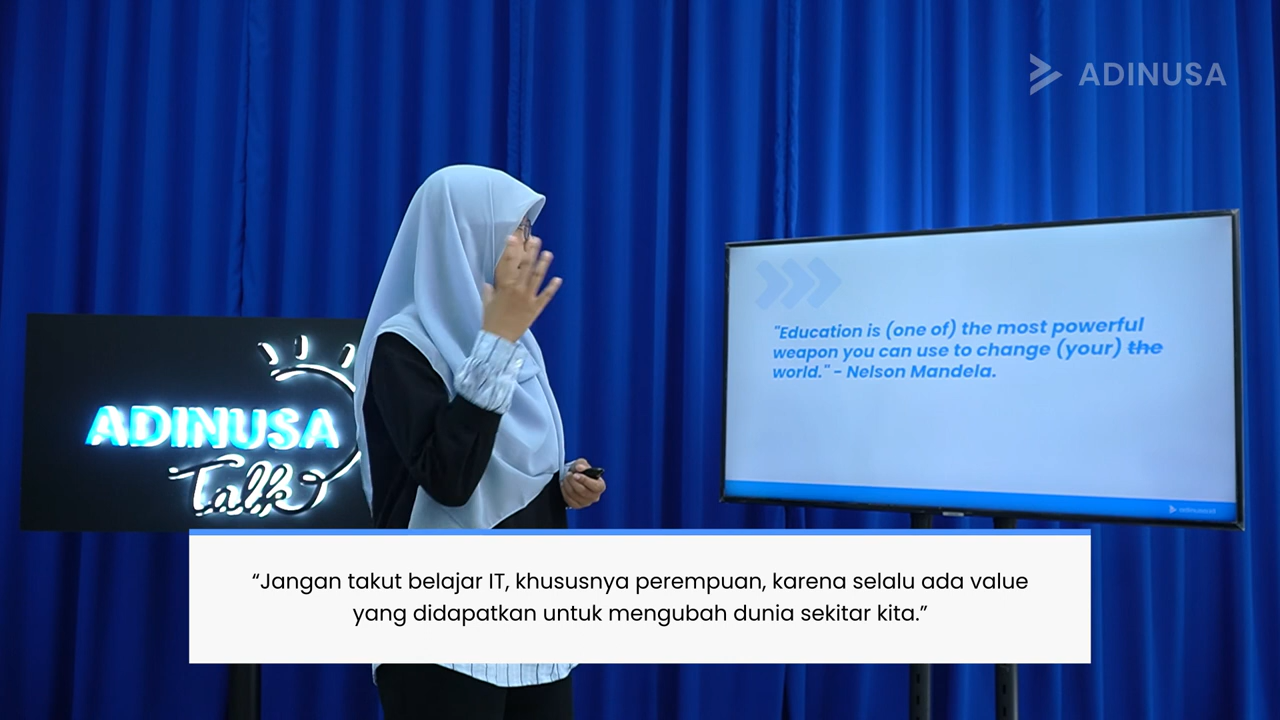 ADINUSA
"Education is (one of) the most powerful
weapon you can use to change (your) the
world." - Nelson Mandela.
adinusa.id
ADINUSA
Talk
“Jangan takut belajar IT, khususnya perempuan, karena selalu ada value
yang didapatkan untuk mengubah dunia sekitar kita.”